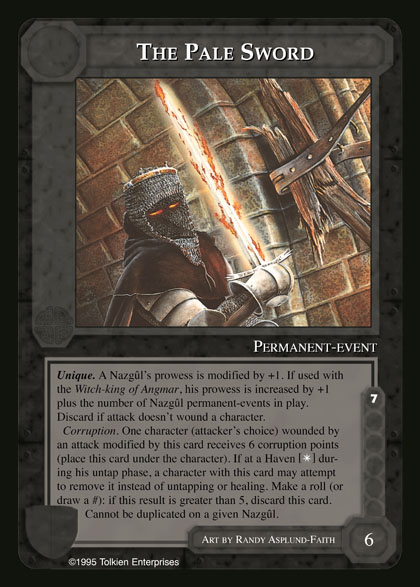 THE PALE SWORD
PERMANENT-EVENT
Unique. A Nazgûl's prowess is modified by +1. If used with
the Witch-king of Angmar, his prowess is increased by +1
plus the number of Nazgûl permanent-events in play.
Discard if attack doesn't wound a character.
Corruption. One character (attacker's choice) wounded by
an attack modified by this card receives 6 corruption points
(place this card under the character). If at a Haven [☀] dur-
ing his untap phase, a character with this card may attempt
to remove it instead of untapping or healing. Make a roll (or
draw a #): if this result is greater than 5, discard this card.
Cannot be duplicated on a given Nazgûl.
7
ART BY RANDY ASPLUND-FAITH
6
©1995 Tolkien Enterprises